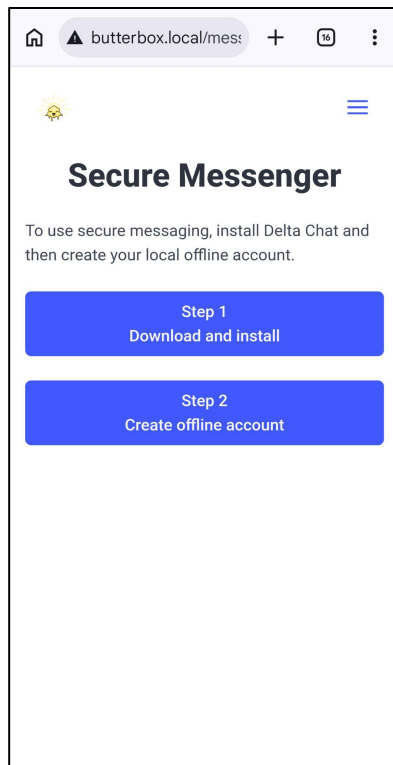 butterbox.local/mess
16
Secure Messenger
To use secure messaging, install Delta Chat and
then create your local offline account.
Step 1
Download and install
Step 2
Create offline account